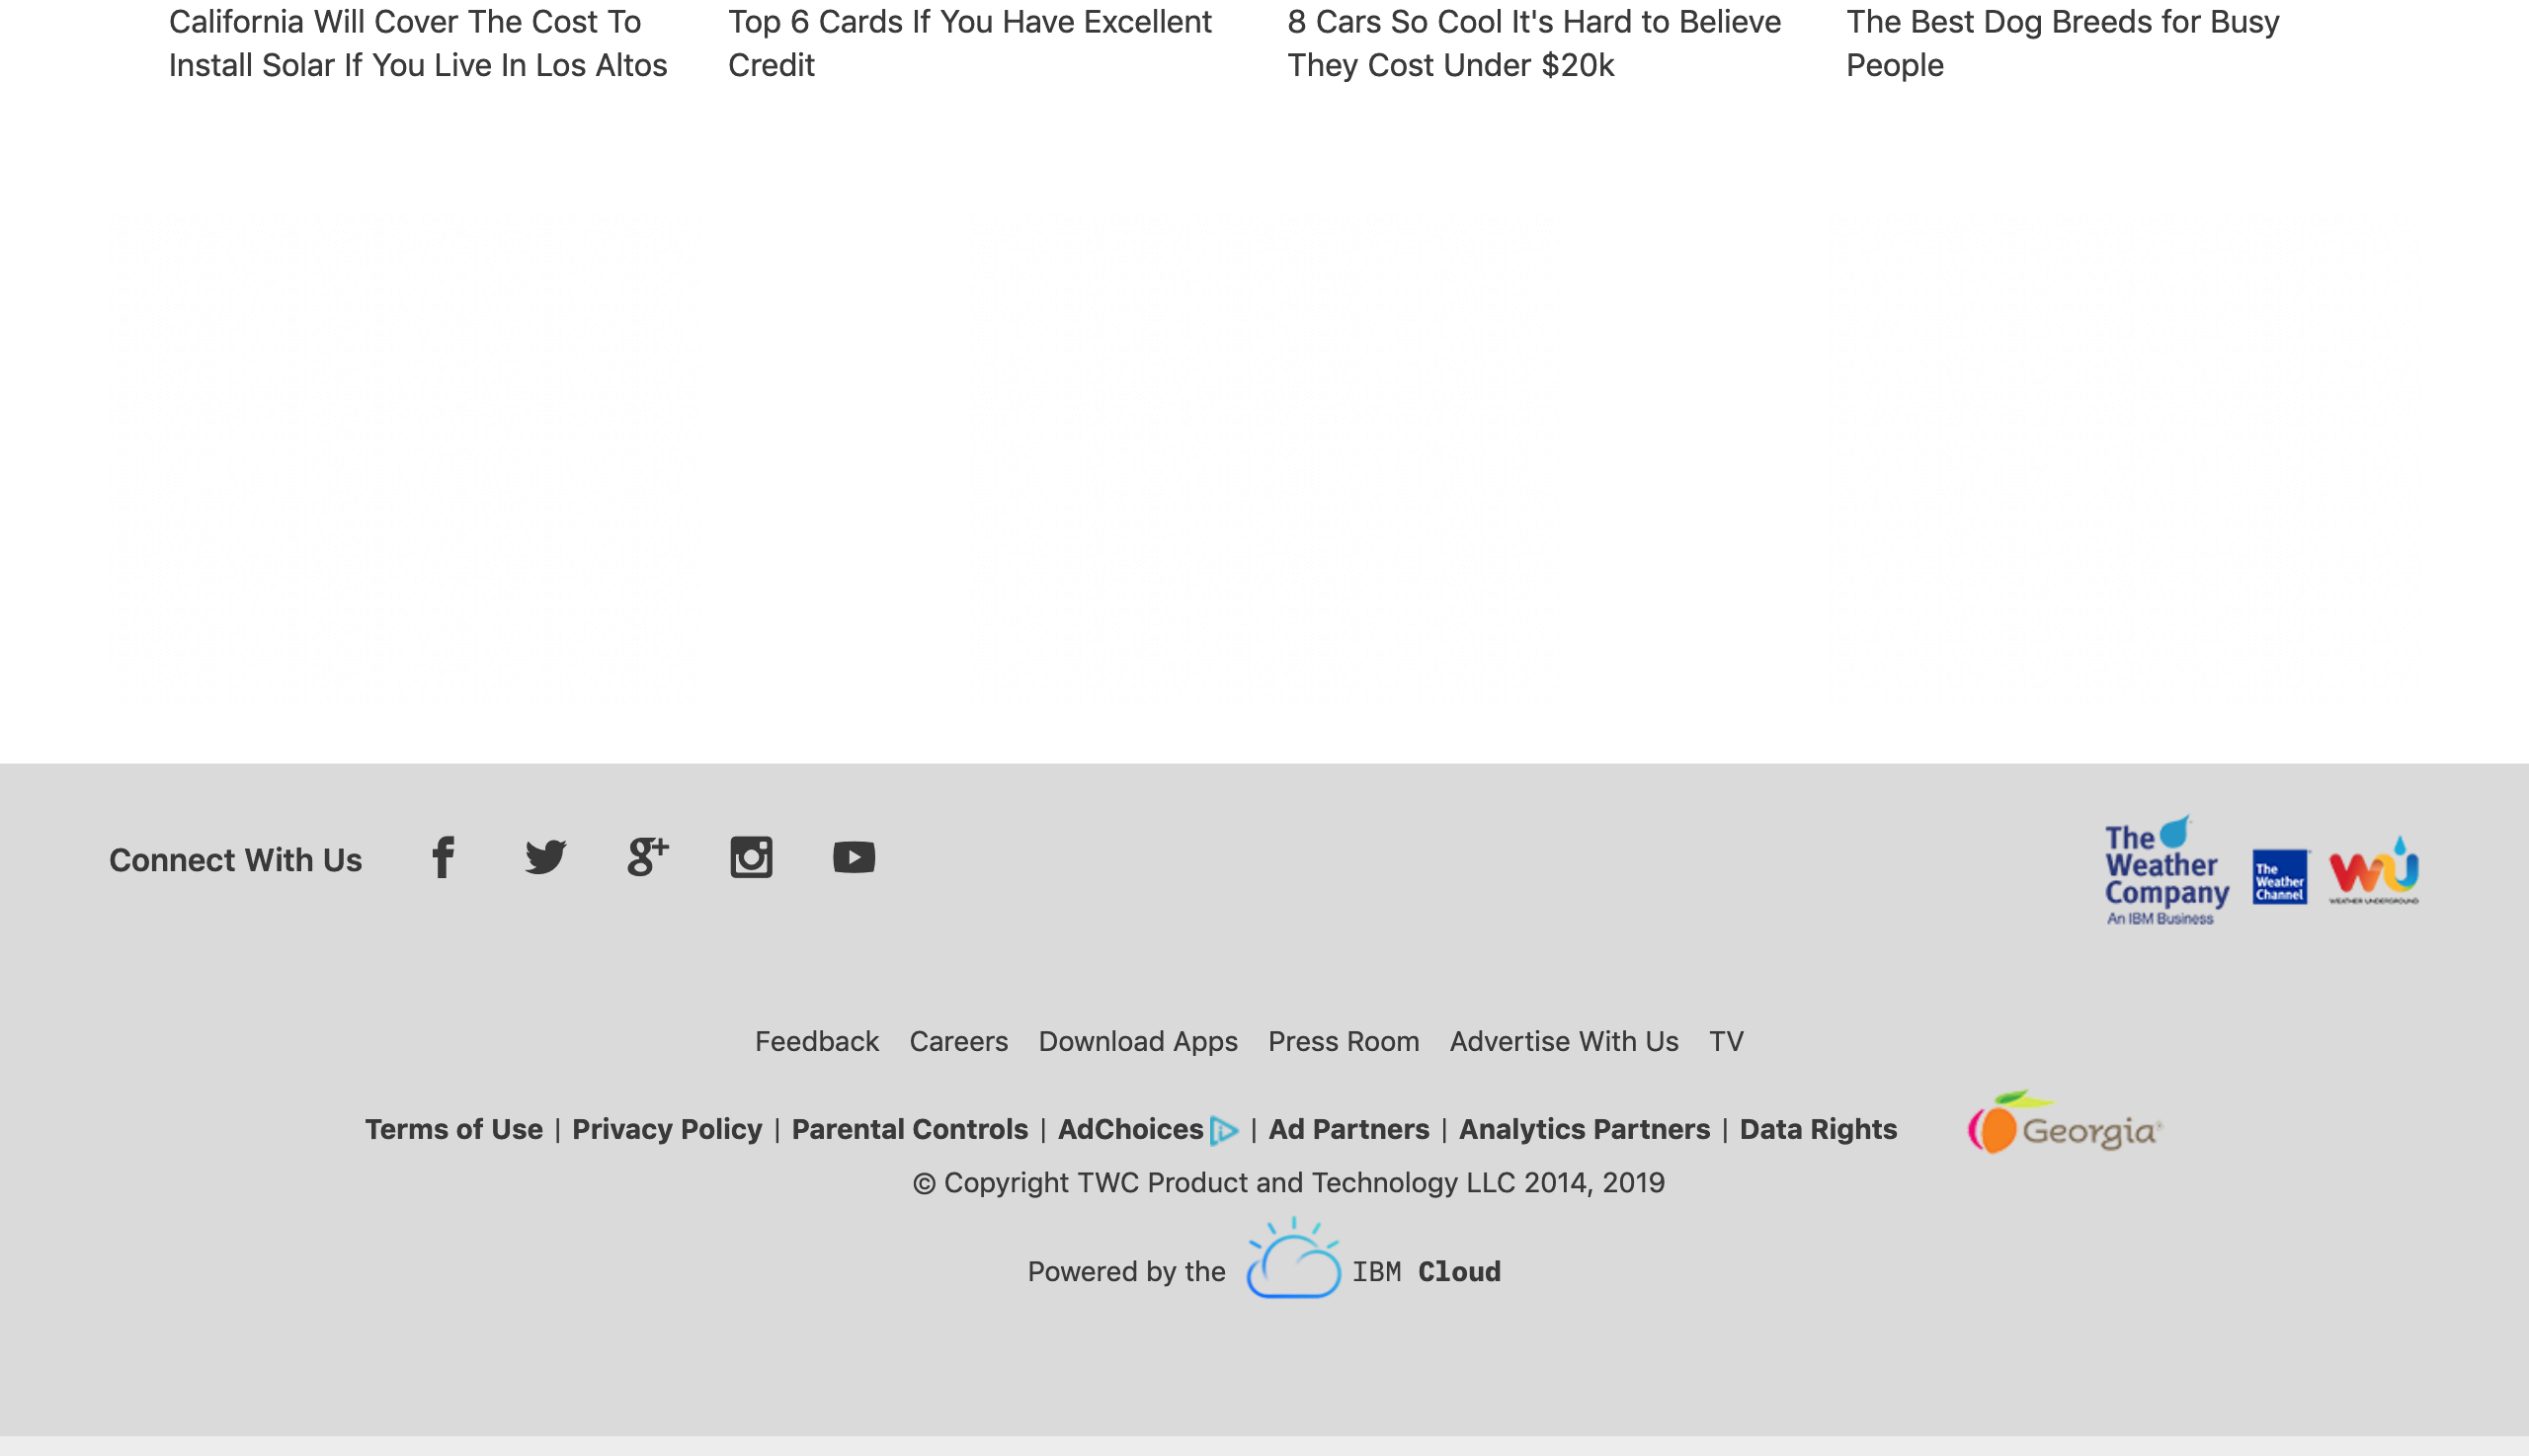 California Will Cover The Cost To
Install Solar If You Live In Los Altos
Top 6 Cards If You Have Excellent
Credit
8 Cars So Cool It's Hard to Believe
They Cost Under $20k
The Best Dog Breeds for Busy
People
Connect With Us
The
Weather
Company
An IBM Business
The
Weather
Channel
WU
WEATHER UNDERGROUND
Feedback Careers Download Apps Press Room Advertise With Us TV
Terms of Use | Privacy Policy | Parental Controls | AdChoices | Ad Partners | Analytics Partners | Data Rights
Georgia®
© Copyright TWC Product and Technology LLC 2014, 2019
Powered by the IBM Cloud